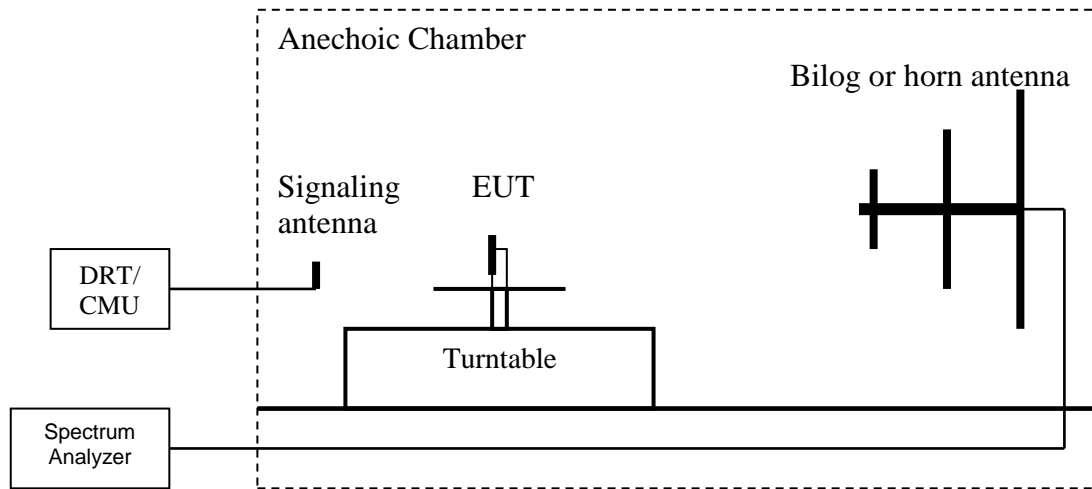 Anechoic Chamber
Bilog or horn antenna
Signaling
antenna
EUT
DRT/
CMU
Turntable
Spectrum
Analyzer